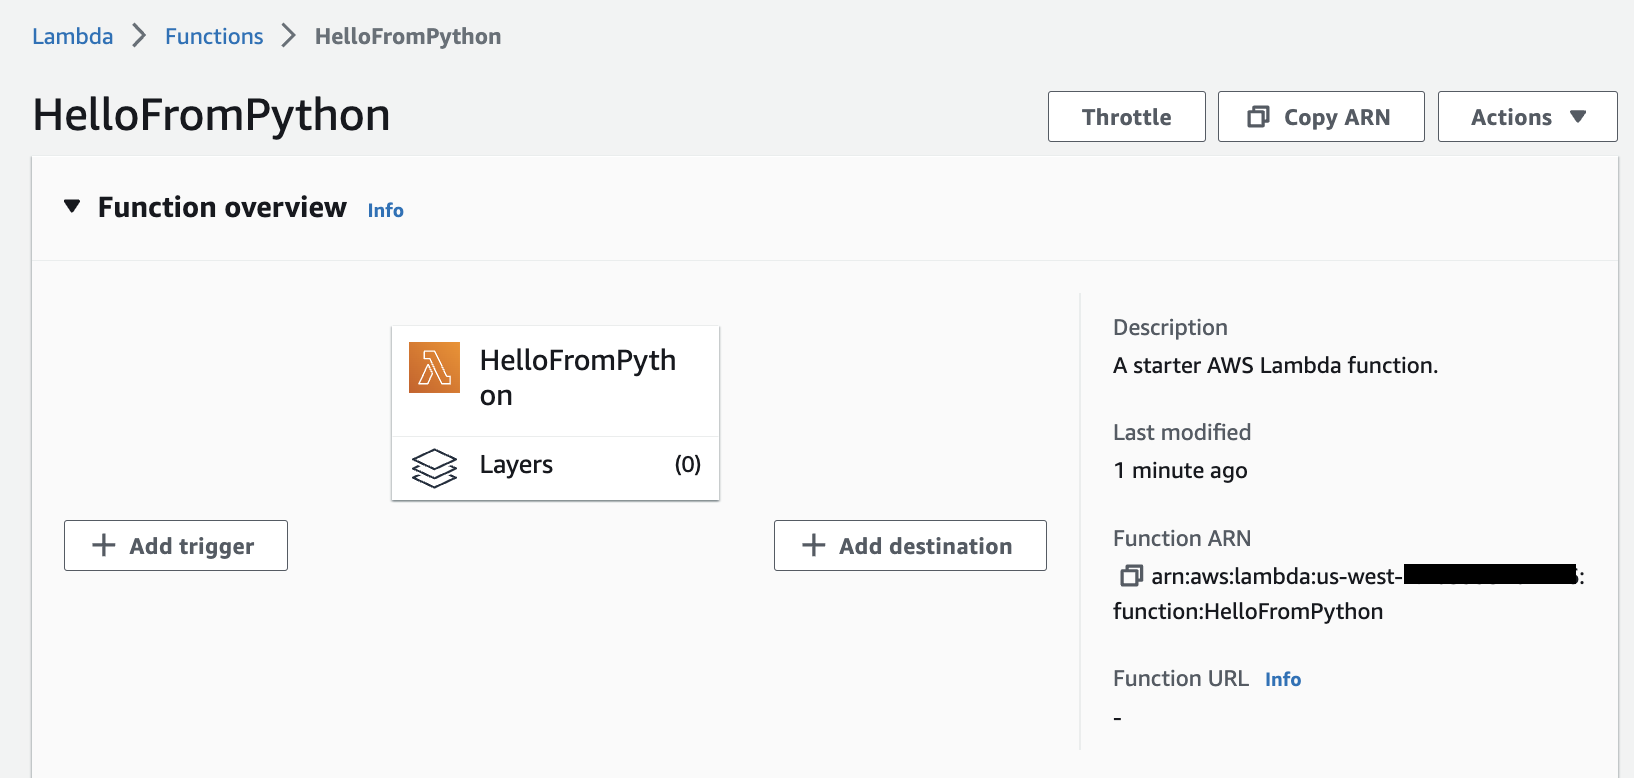 Lambda > Functions > HelloFromPython
HelloFromPython
Throttle
Copy ARN
Actions
Function overview Info
HelloFromPyth
on
Layers (0)
Add trigger
Add destination
Description
A starter AWS Lambda function.
Last modified
1 minute ago
Function ARN
arn:aws:lambda:us-west-
function:HelloFromPython
Function URL Info
-